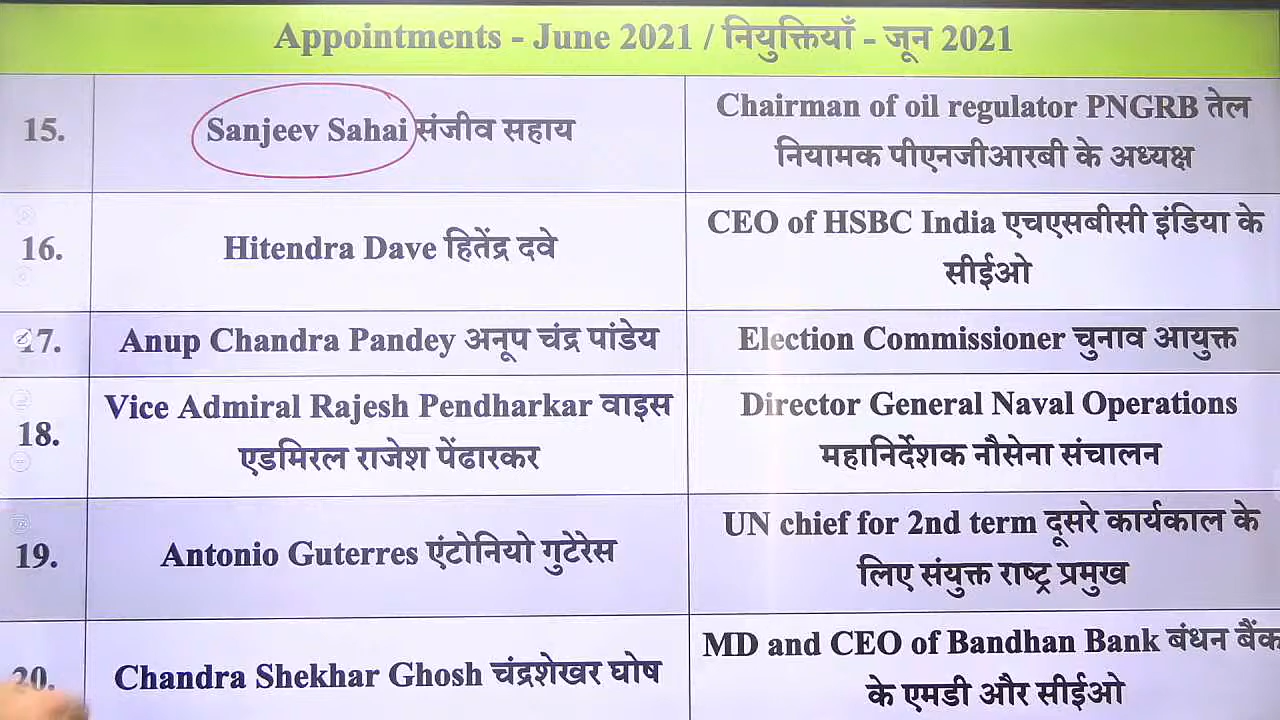 Appointments - June 2021 / नियुक्तियाँ - जून 2021
15.
Sanjeev Sahai संजीव सहाय
Chairman of oil regulator PNGRB तेल
नियामक पीएनजीआरबी के अध्यक्ष
16.
Hitendra Dave हितेंद्र दवे
CEO of HSBC India एचएसबीसी इंडिया के
सीईओ
17.
Anup Chandra Pandey अनूप चंद्र पांडेय
Election Commissioner चुनाव आयुक्त
18.
Vice Admiral Rajesh Pendharkar वाइस
एडमिरल राजेश पेंढारकर
Director General Naval Operations
महानिर्देशक नौसेना संचालन
19.
Antonio Guterres एंटोनियो गुटेरेस
UN chief for 2nd term दूसरे कार्यकाल के
लिए संयुक्त राष्ट्र प्रमुख
20.
Chandra Shekhar Ghosh चंद्रशेखर घोष
MD and CEO of Bandhan Bank बंधन बैंक
के एमडी और सीईओ